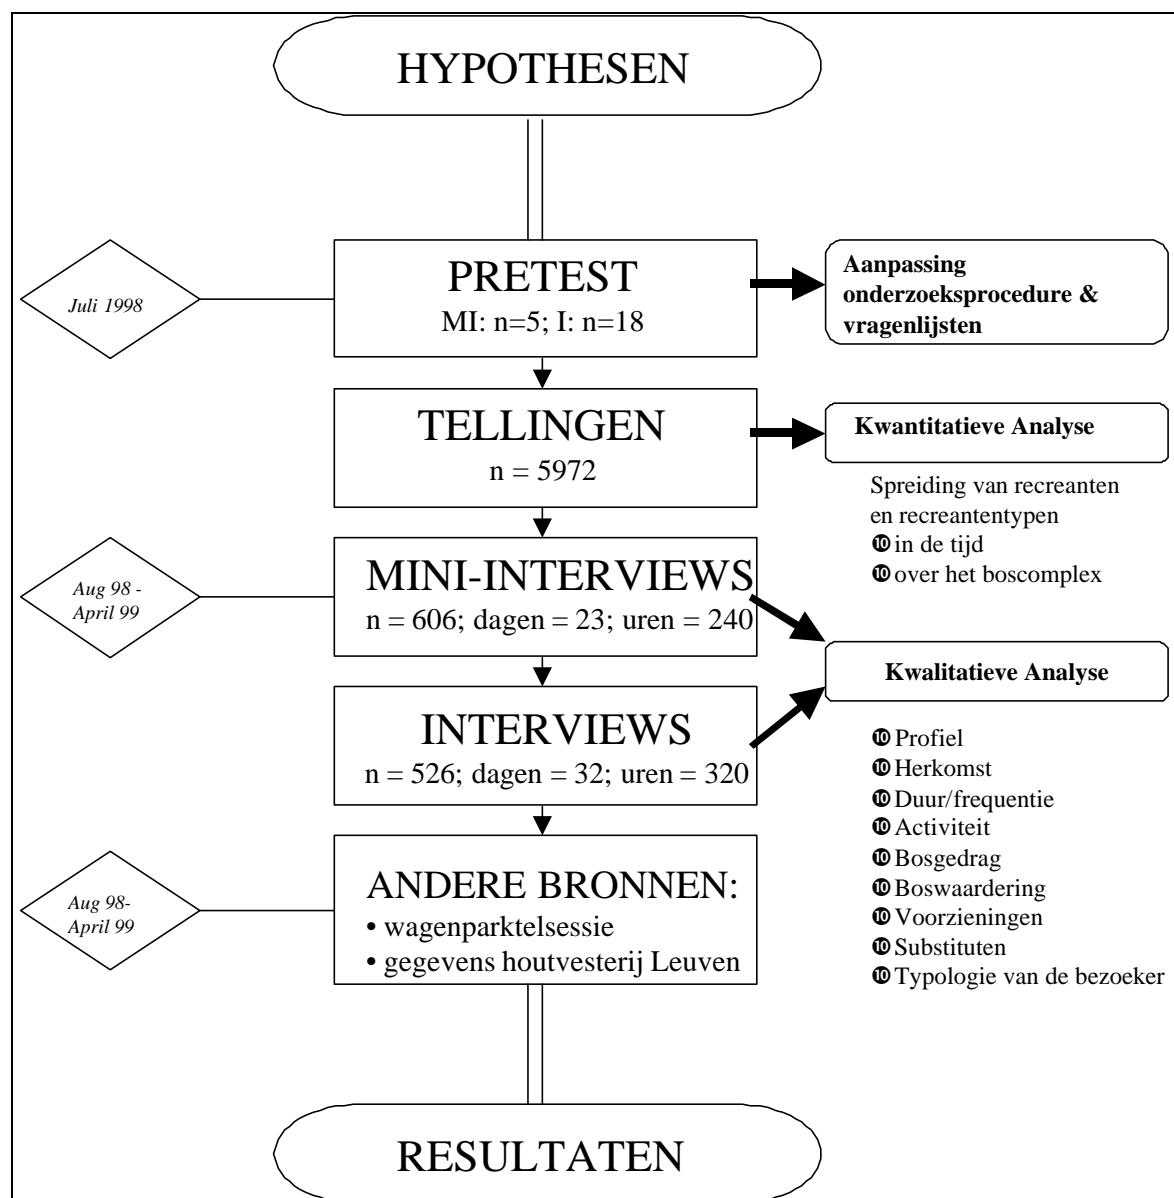 HYPOTHESEN
Juli 1998
PRETEST
MI: n=5; I: n=18
Aanpassing
onderzoeksprocedure &
vragenlijsten
TELLINGEN
n = 5972
Kwantitatieve Analyse
Spreiding van recreanten
en recreantentypen
❿ in de tijd
❿ over het boscomplex
Aug 98 -
April 99
MINI-INTERVIEWS
n = 606; dagen = 23; uren = 240
INTERVIEWS
n = 526; dagen = 32; uren = 320
Kwalitatieve Analyse
❿ Profiel
❿ Herkomst
❿ Duur/frequentie
❿ Activiteit
❿ Bosgedrag
❿ Boswaardering
❿ Voorzieningen
❿ Substituten
❿ Typologie van de bezoeker
Aug 98-
April 99
ANDERE BRONNEN:
• wagenparktelsessie
• gegevens houtvesterij Leuven
RESULTATEN